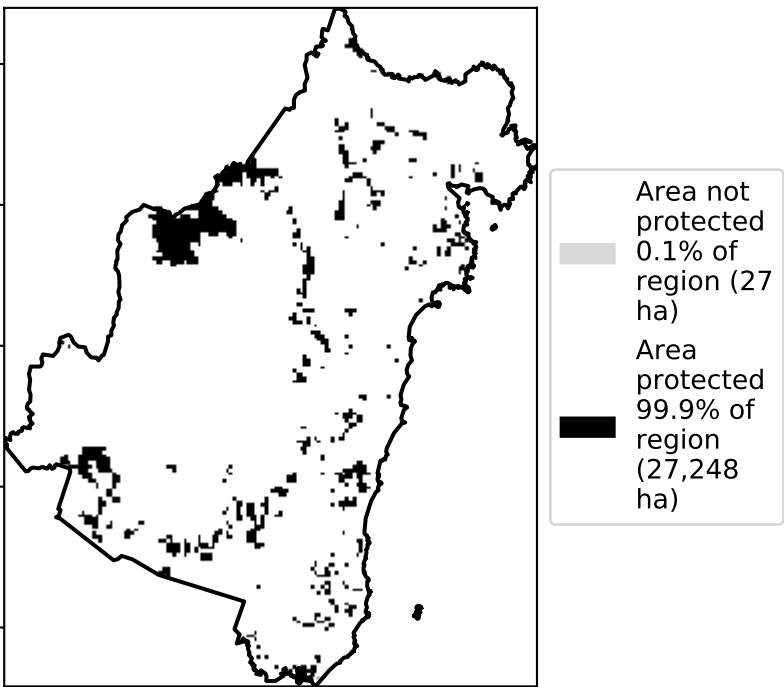 Area not
protected
0.1% of
region (27
ha)
Area
protected
99.9% of
region
(27,248
ha)